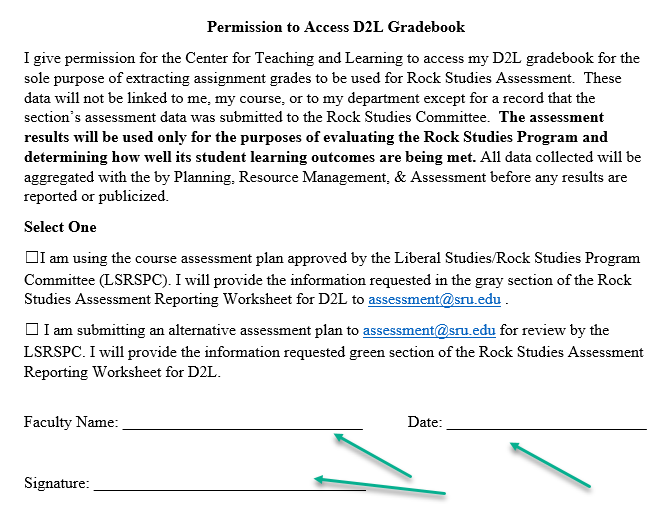 Permission to Access D2L Gradebook
I give permission for the Center for Teaching and Learning to access my D2L gradebook for the
sole purpose of extracting assignment grades to be used for Rock Studies Assessment. These
data will not be linked to me, my course, or to my department except for a record that the
section's assessment data was submitted to the Rock Studies Committee. The assessment
results will be used only for the purposes of evaluating the Rock Studies Program and
determining how well its student learning outcomes are being met. All data collected will be
aggregated with the by Planning, Resource Management, & Assessment before any results are
reported or publicized.
Select One
☐I am using the course assessment plan approved by the Liberal Studies/Rock Studies Program
Committee (LSRSPC). I will provide the information requested in the gray section of the Rock
Studies Assessment Reporting Worksheet for D2L to assessment@sru.edu .
☐ I am submitting an alternative assessment plan to assessment@sru.edu for review by the
LSRSPC. I will provide the information requested green section of the Rock Studies Assessment
Reporting Worksheet for D2L.
Faculty Name: ________________________________ Date: ___________________________
Signature: ____________________________________